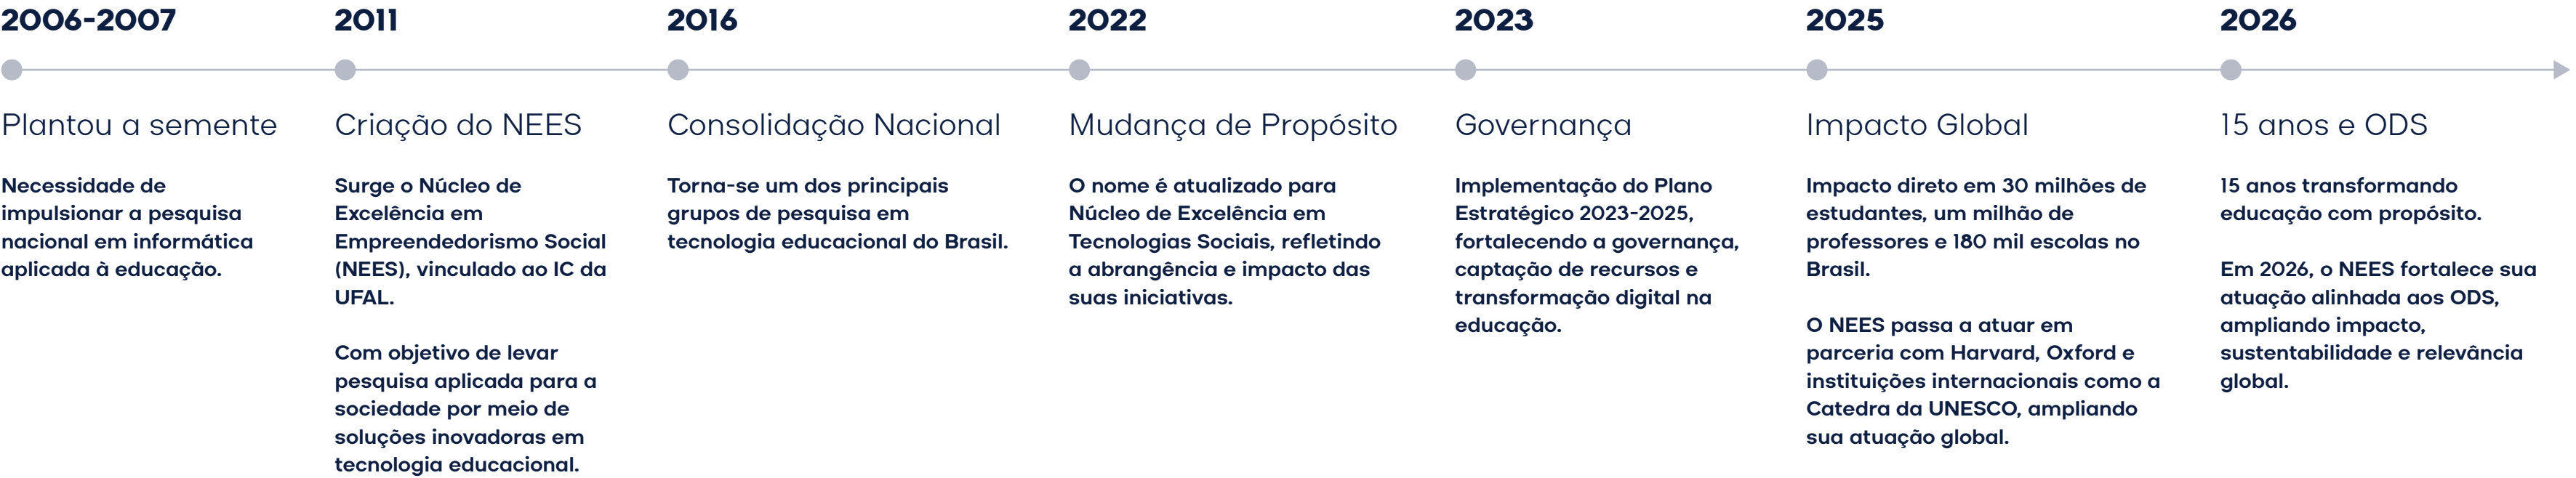 2006-2007
Plantou a semente
Necessidade de
impulsionar a pesquisa
nacional em informática
aplicada à educação.
2011
Criação do NEES
Surge o Núcleo de
Excelência em
Empreendedorismo Social
(NEES), vinculado ao IC da
UFAL.
Com objetivo de levar
pesquisa aplicada para a
sociedade por meio de
soluções inovadoras em
tecnologia educacional.
2016
Consolidação Nacional
Torna-se um dos principais
grupos de pesquisa em
tecnologia educacional do Brasil.
2022
Mudança de Propósito
O nome é atualizado para
Núcleo de Excelência em
Tecnologias Sociais, refletindo
a abrangência e impacto das
suas iniciativas.
2023
Governança
Implementação do Plano
Estratégico 2023-2025,
fortalecendo a governança,
captação de recursos e
transformação digital na
educação.
2025
Impacto Global
Impacto direto em 30 milhões de
estudantes, um milhão de
professores e 180 mil escolas no
Brasil.
O NEES passa a atuar em
parceria com Harvard, Oxford e
instituições internacionais como a
Catedra da UNESCO, ampliando
sua atuação global.
2026
15 anos e ODS
15 anos transformando
educação com propósito.
Em 2026, o NEES fortalece sua
atuação alinhada aos ODS,
ampliando impacto,
sustentabilidade e relevância
global.